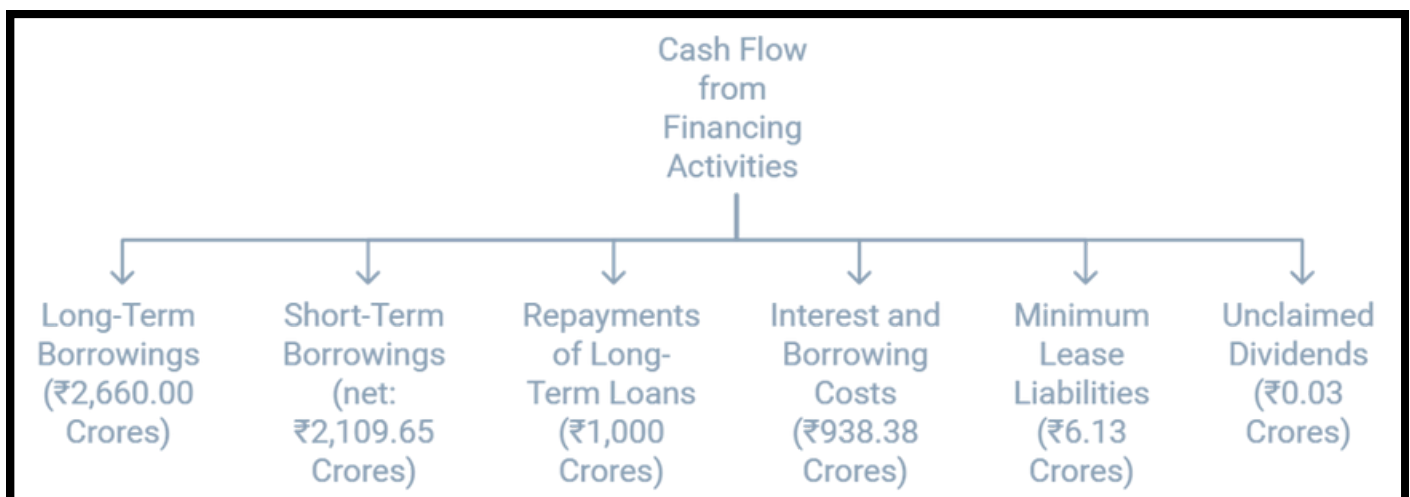 Cash Flow
from
Financing
Activities
Long-Term
Borrowings
(₹2,660.00
Crores)
Short-Term
Borrowings
(net:
₹2,109.65
Crores)
Repayments
of Long-
Term Loans
(₹1,000
Crores)
Interest and
Borrowing
Costs
(₹938.38
Crores)
Minimum
Lease
Liabilities
(₹6.13
Crores)
Unclaimed
Dividends
(₹0.03
Crores)